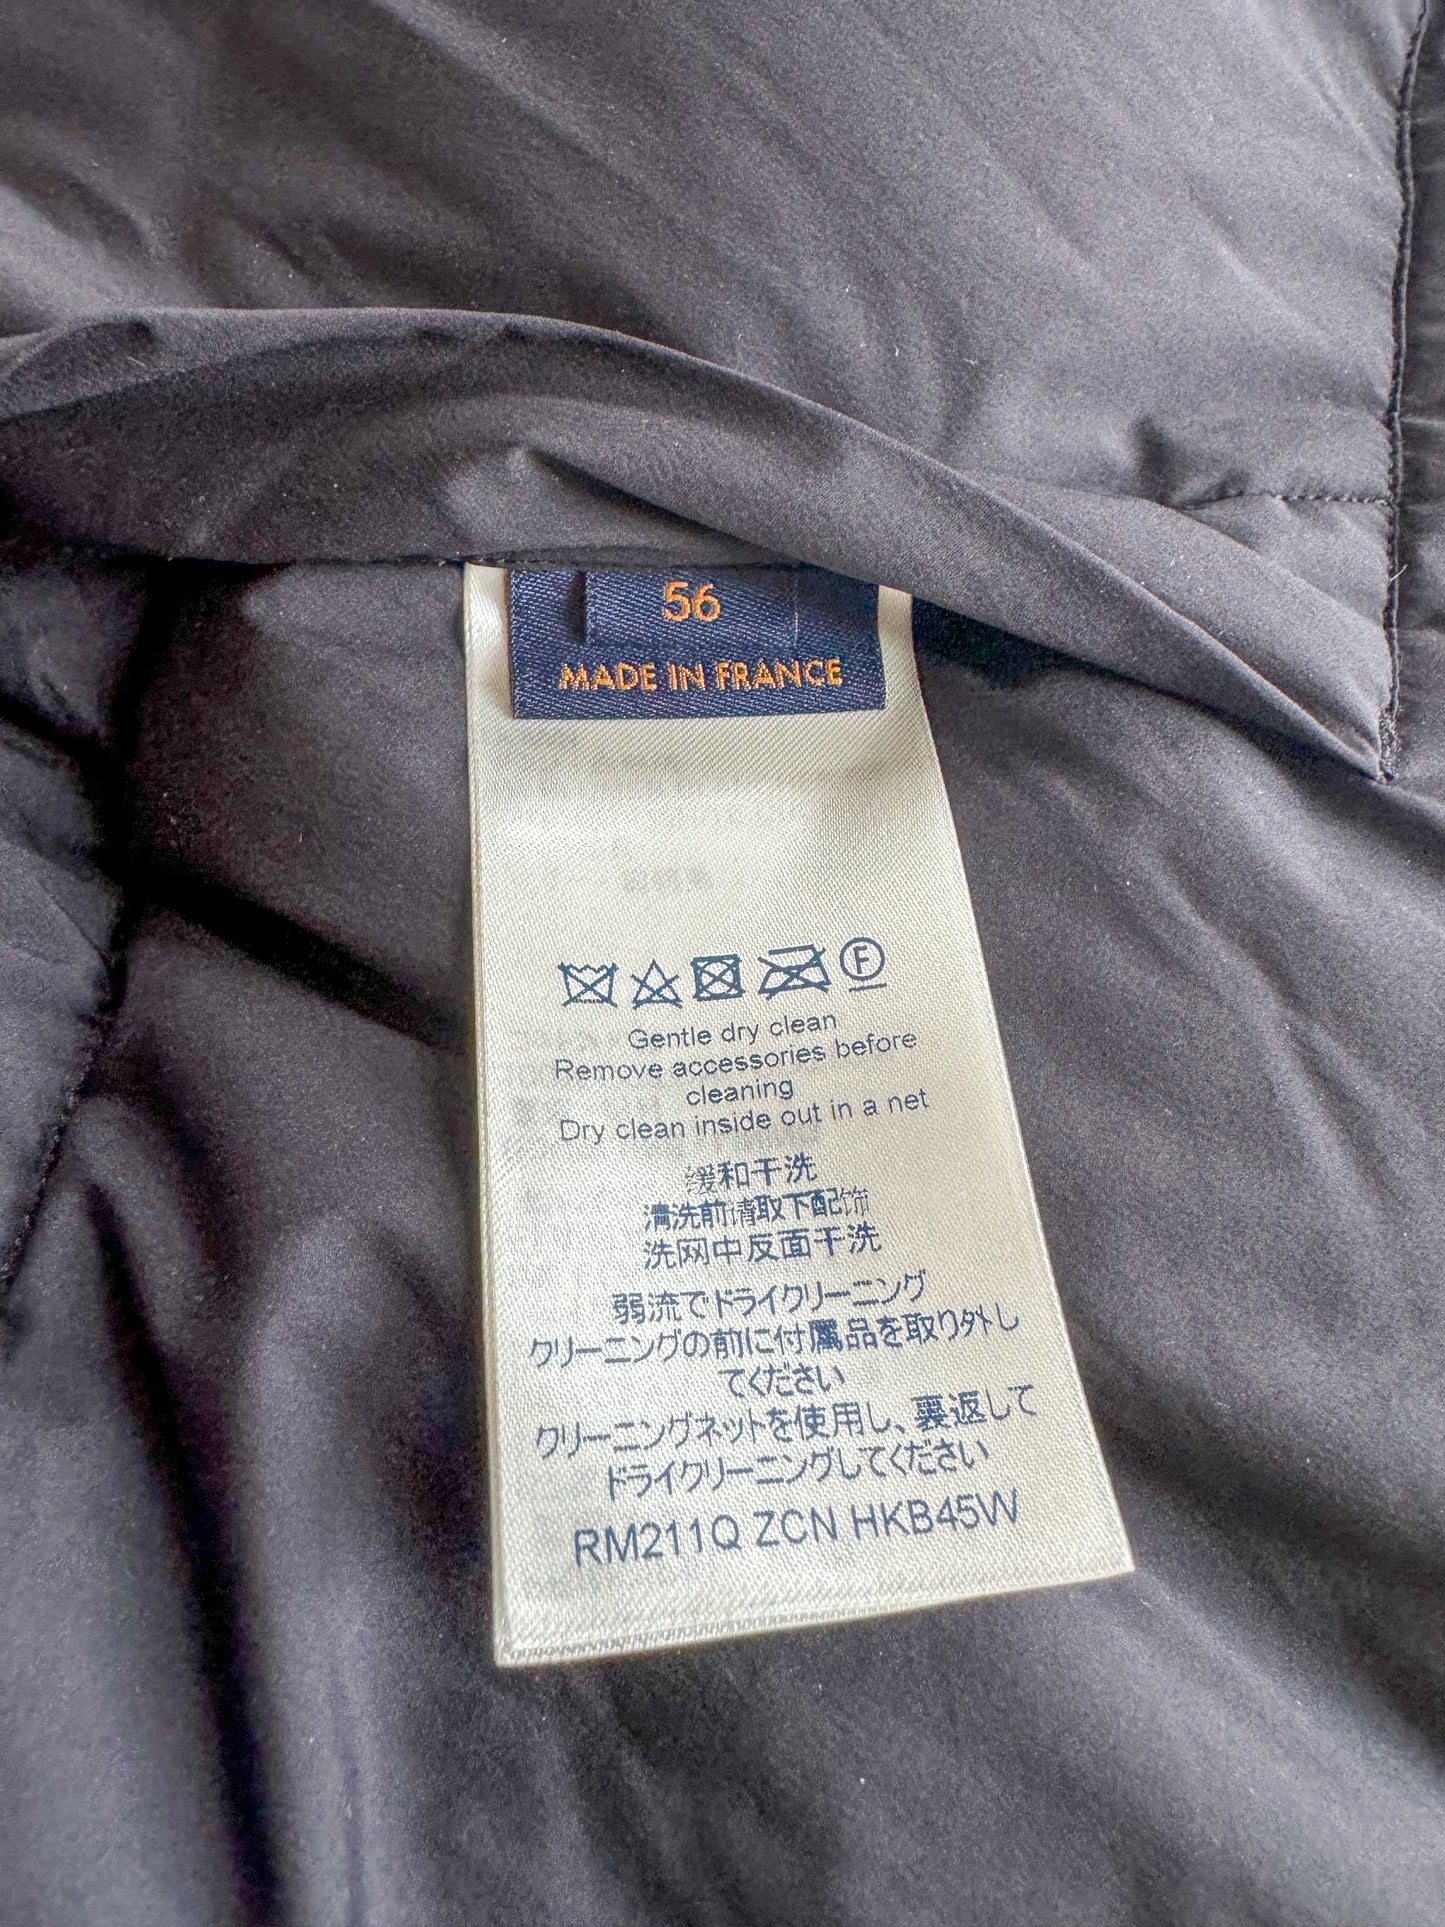 56
MADE IN FRANCE
F
Gentle dry clean
Remove accessories before
cleaning
Dry clean inside out in a net
缓和干洗
清洗前请取下配饰
洗网中反面干洗
弱流でドライクリーニング
クリーニングの前に付属品を取り外し
てください
クリーニングネットを使用し、裏返して
ドライクリーニングしてください
RM211Q ZCN HKB45W